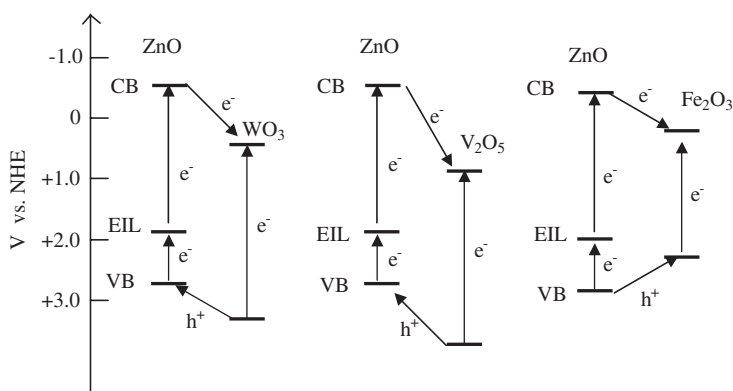 ZnO
ZnO
ZnO
-1.0
CB
CB
CB
e⁻
e⁻
e⁻
Fe₂O₃
0
WO₃
V₂O₅
+1.0
e⁻
e⁻
e⁻
e⁻
e⁻
e⁻
V vs. NHE
EIL
EIL
EIL
+2.0
e⁻
e⁻
e⁻
VB
VB
VB
+3.0
h⁺
h⁺
h⁺